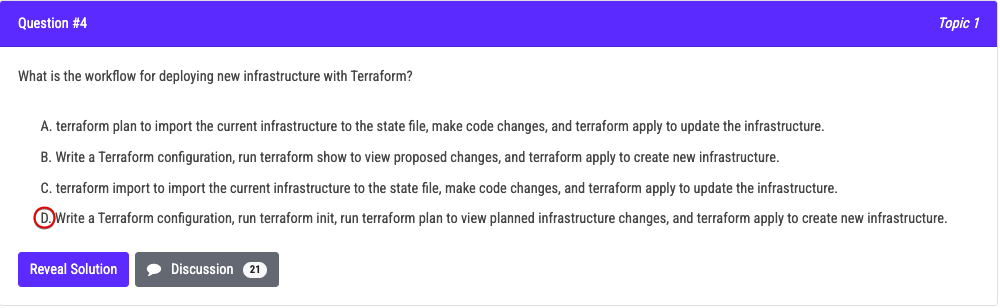 Question #4
Topic 1
What is the workflow for deploying new infrastructure with Terraform?
A. terraform plan to import the current infrastructure to the state file, make code changes, and terraform apply to update the infrastructure.
B. Write a Terraform configuration, run terraform show to view proposed changes, and terraform apply to create new infrastructure.
C. terraform import to import the current infrastructure to the state file, make code changes, and terraform apply to update the infrastructure.
D. Write a Terraform configuration, run terraform init, run terraform plan to view planned infrastructure changes, and terraform apply to create new infrastructure.
Reveal Solution
Discussion 21